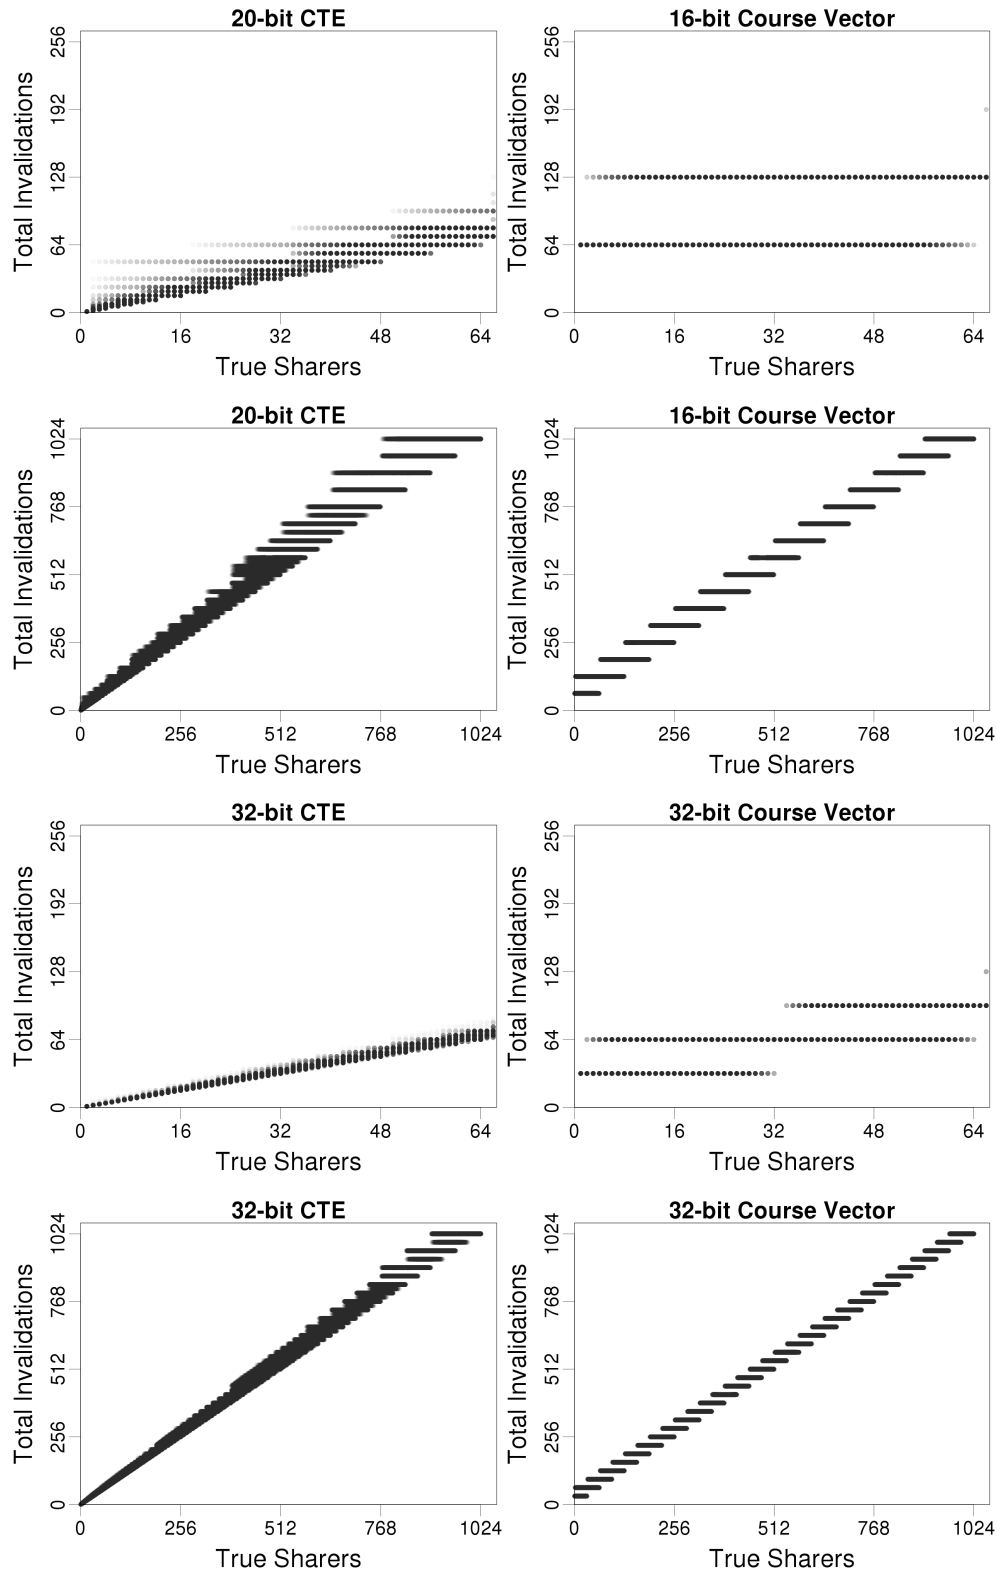 20-bit CTE
Total Invalidations
256
192
128
64
0
0 16 32 48 64
True Sharers
16-bit Course Vector
Total Invalidations
256
192
128
64
0
0 16 32 48 64
True Sharers
20-bit CTE
Total Invalidations
1024
768
512
256
0
0 256 512 768 1024
True Sharers
16-bit Course Vector
Total Invalidations
1024
768
512
256
0
0 256 512 768 1024
True Sharers
32-bit CTE
Total Invalidations
256
192
128
64
0
0 16 32 48 64
True Sharers
32-bit Course Vector
Total Invalidations
256
192
128
64
0
0 16 32 48 64
True Sharers
32-bit CTE
Total Invalidations
1024
768
512
256
0
0 256 512 768 1024
True Sharers
32-bit Course Vector
Total Invalidations
1024
768
512
256
0
0 256 512 768 1024
True Sharers